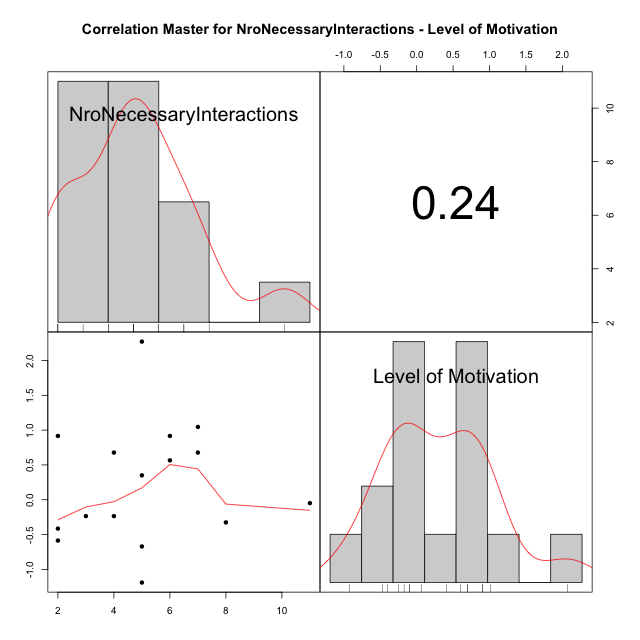 Correlation Master for NroNecessaryInteractions - Level of Motivation
-1.0 -0.5 0.0 0.5 1.0 1.5 2.0
NroNecessaryInteractions
0.24
10
8
6
4
2
2.0
1.5
1.0
0.5
0.0
-0.5
-1.0
Level of Motivation
2 4 6 8 10